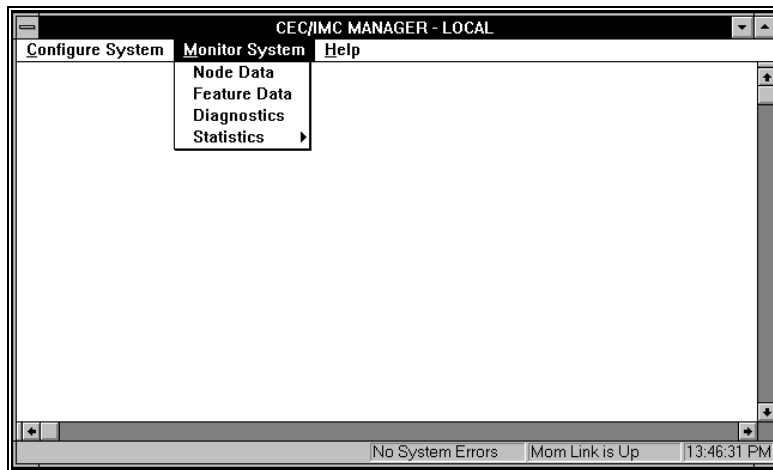 CEC/IMC MANAGER - LOCAL
Configure System Monitor System Help
Node Data
Feature Data
Diagnostics
Statistics
No System Errors Mom Link is Up 13:46:31 PM